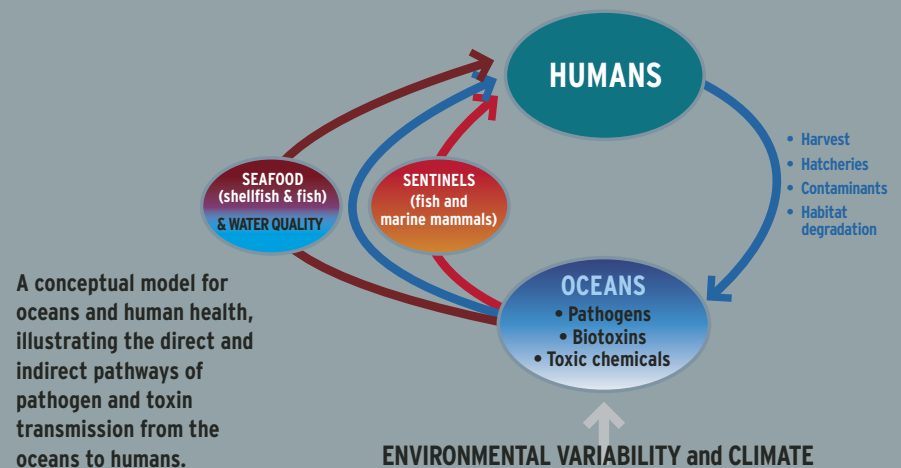 HUMANS
• Harvest
• Hatcheries
• Contaminants
• Habitat
degradation
SEAFOOD
(shellfish & fish)
& WATER QUALITY
SENTINELS
(fish and
marine mammals)
OCEANS
• Pathogens
• Biotoxins
• Toxic chemicals
A conceptual model for
oceans and human health,
illustrating the direct and
indirect pathways of
pathogen and toxin
transmission from the
oceans to humans.
ENVIRONMENTAL VARIABILITY and CLIMATE